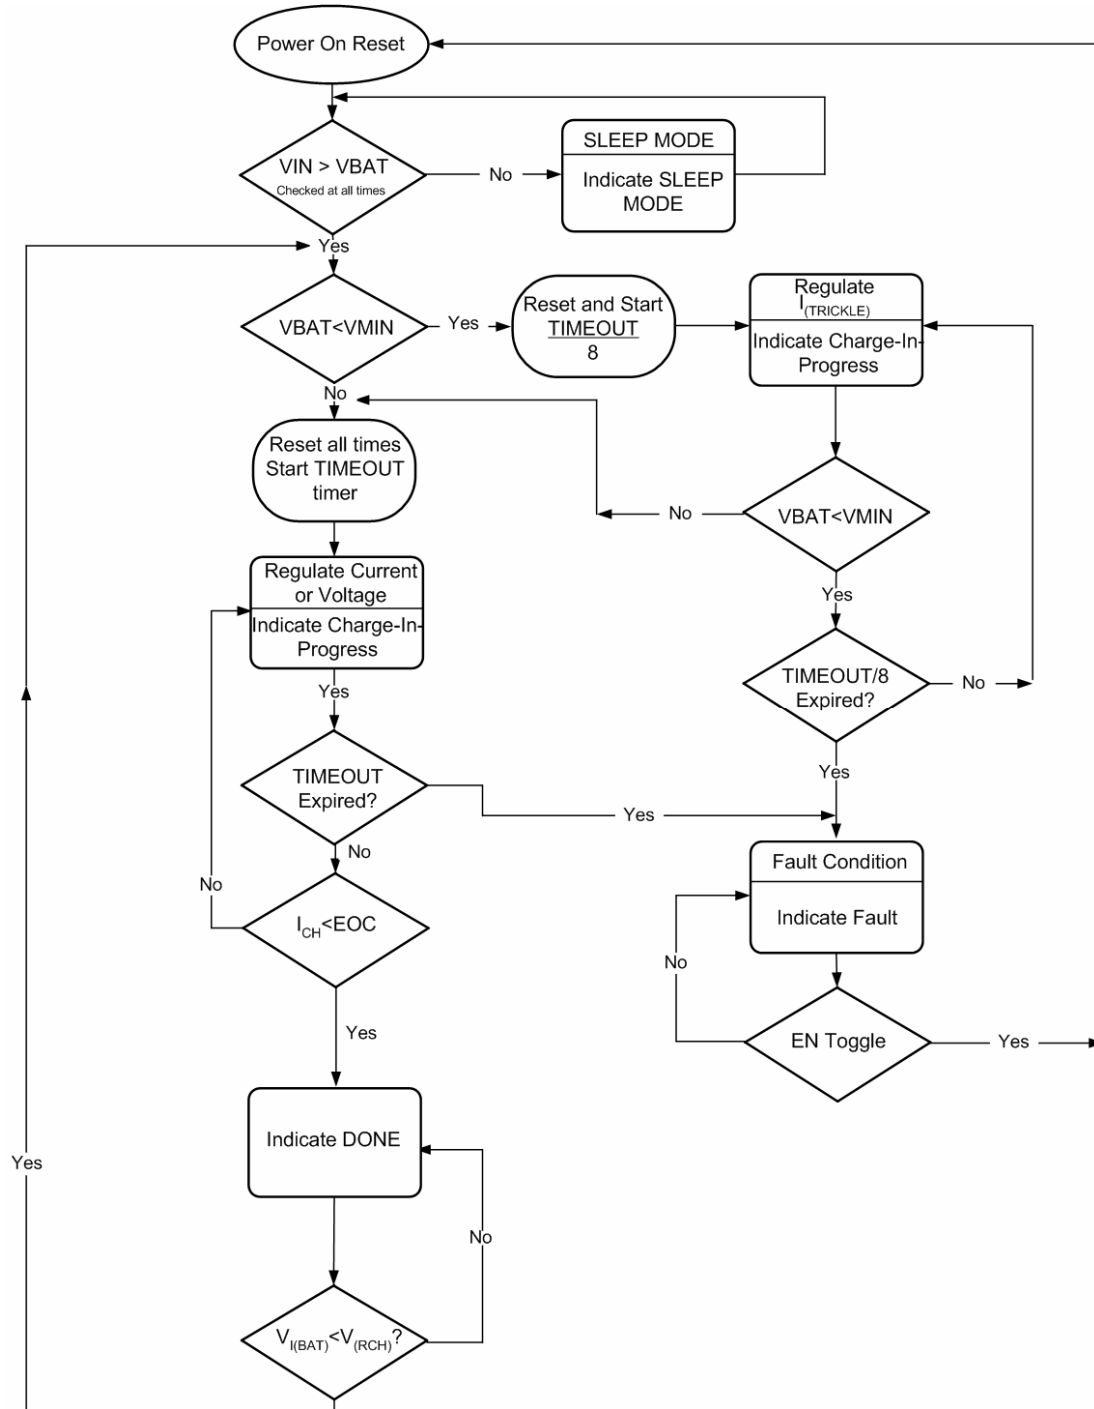 Power On Reset
VIN > VBAT
Checked at all times
No
SLEEP MODE
Indicate SLEEP
MODE
Yes
VBAT<VMIN
Yes
Reset and Start
TIMEOUT
8
Regulate
I(TRICKLE)
Indicate Charge-In-
Progress
No
Reset all times
Start TIMEOUT
timer
No
VBAT<VMIN
Yes
Regulate Current
or Voltage
Indicate Charge-In-
Progress
Yes
TIMEOUT/8
Expired?
No
Yes
TIMEOUT
Expired?
Yes
No
Fault Condition
Indicate Fault
No
ICH<EOC
No
Yes
EN Toggle
Yes
Indicate DONE
Yes
No
VI(BAT)<V(RCH)?